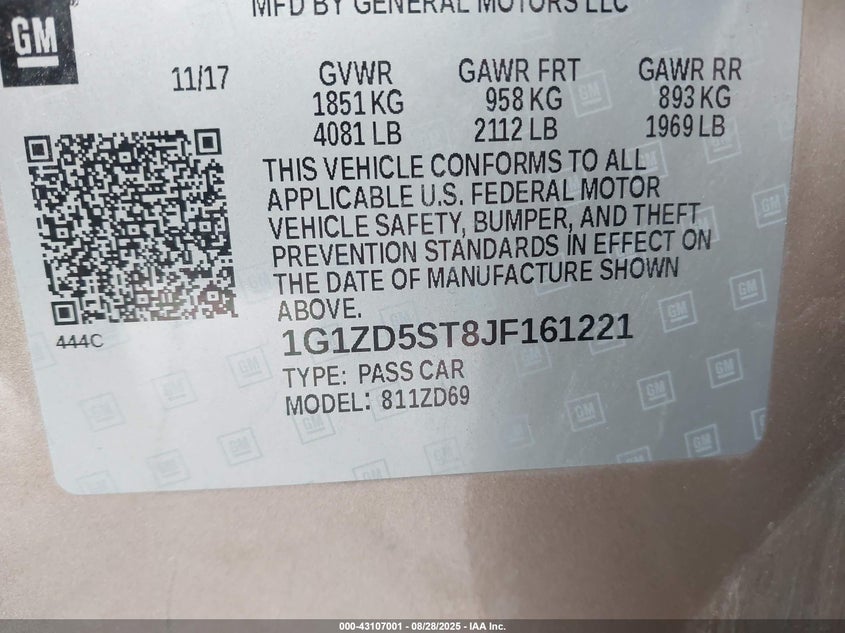 GM
MFD BY GENERAL MOTORS LLC
11/17
GVWR GAWR FRT GAWR RR
1851 KG 958 KG 893 KG
4081 LB 2112 LB 1969 LB
THIS VEHICLE CONFORMS TO ALL
APPLICABLE U.S. FEDERAL MOTOR
VEHICLE SAFETY, BUMPER, AND THEFT
PREVENTION STANDARDS IN EFFECT ON
THE DATE OF MANUFACTURE SHOWN
ABOVE.
444C
1G1ZD5ST8JF161221
TYPE: PASS CAR
MODEL: 811ZD69
000-43107001 - 08/28/2025 - IAA Inc.